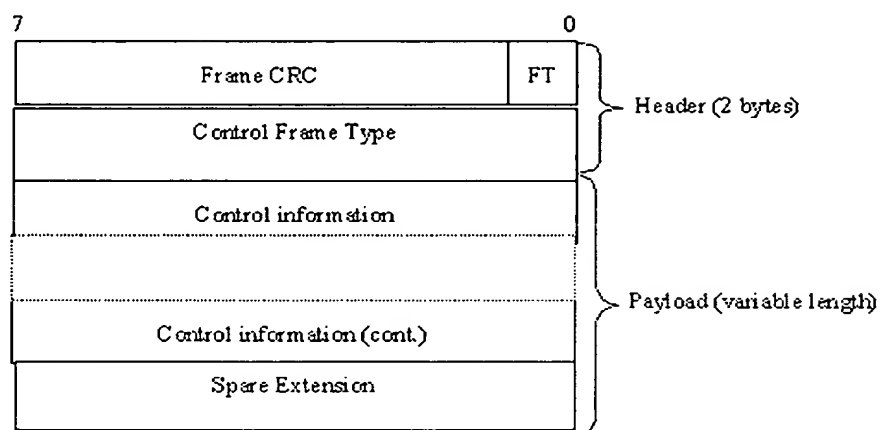 7 0
Frame CRC FT
Header (2 bytes)
Control Frame Type
Control information
Payload (variable length)
Control information (cont.)
Spare Extension